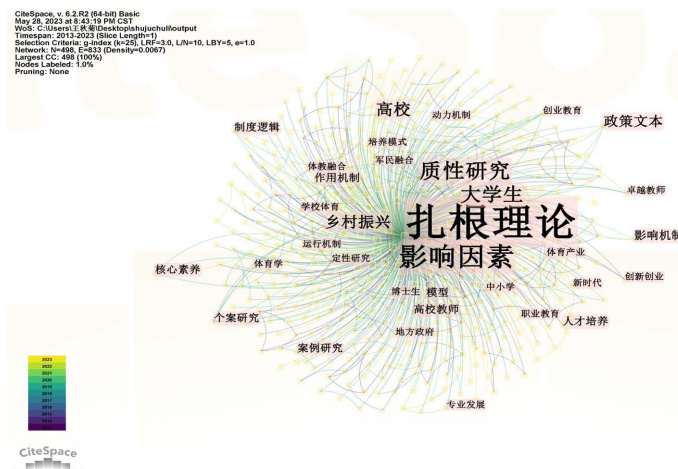 CiteSpace, v. 6.2.R2 (64-bit) Basic
May 28, 2023 at 8:43:19 PM CST
WoS: C:\Users\王秋菊\Desktop\shujuchuli\output
Timespan: 2013-2023 (Slice Length=1)
Selection Criteria: g-index (k=25), LRF=3.0, L/N=10, LBY=5, e=1.0
Network: N=498, E=833 (Density=0.0067)
Largest CC: 498 (100%)
Nodes Labeled: 1.0%
Pruning: None
高校
动力机制
创业教育
政策文本
制度逻辑
培养模式
军民融合
体教融合
作用机制
质性研究
大学生
卓越教师
学校体育
乡村振兴
扎根理论
影响机制
运行机制
定性研究
影响因素
体育产业
核心素养
体育学
创新创业
新时代
中小学
博士生
模型
个案研究
高校教师
职业教育
人才培养
地方政府
案例研究
专业发展
2023
2022
2021
2020
2019
2018
2017
2016
2015
2014
CiteSpace